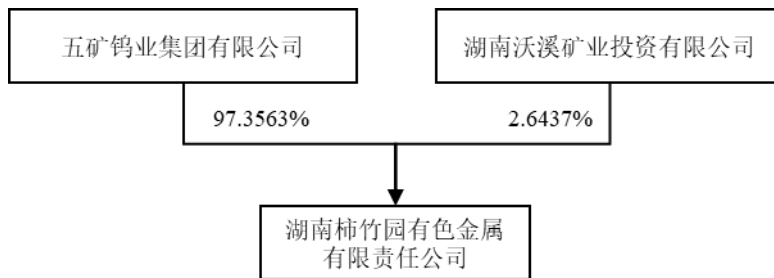 五矿钨业集团有限公司
湖南沃溪矿业投资有限公司
97.3563%
2.6437%
湖南柿竹园有色金属
有限责任公司